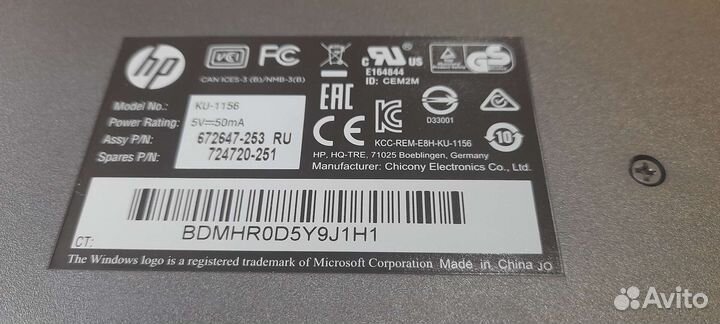 hp
VCI FC
CAN ICES-3 (B)/NMB-3(B)
c UL us
E164844
ID: CEM2M
GS
Model No.: KU-1156
Power Rating: 5V⎓50mA
Assy P/N: 672647-253 RU
Spares P/N: 724720-251
EAC
CE
D33001
10
KCC-REM-E8H-KU-1156
HP, HQ-TRE, 71025 Boeblingen, Germany
Manufacturer: Chicony Electronics Co., Ltd.
CT: BDMHR0D5Y9J1H1
The Windows logo is a registered trademark of Microsoft Corporation Made in China JO
Avito